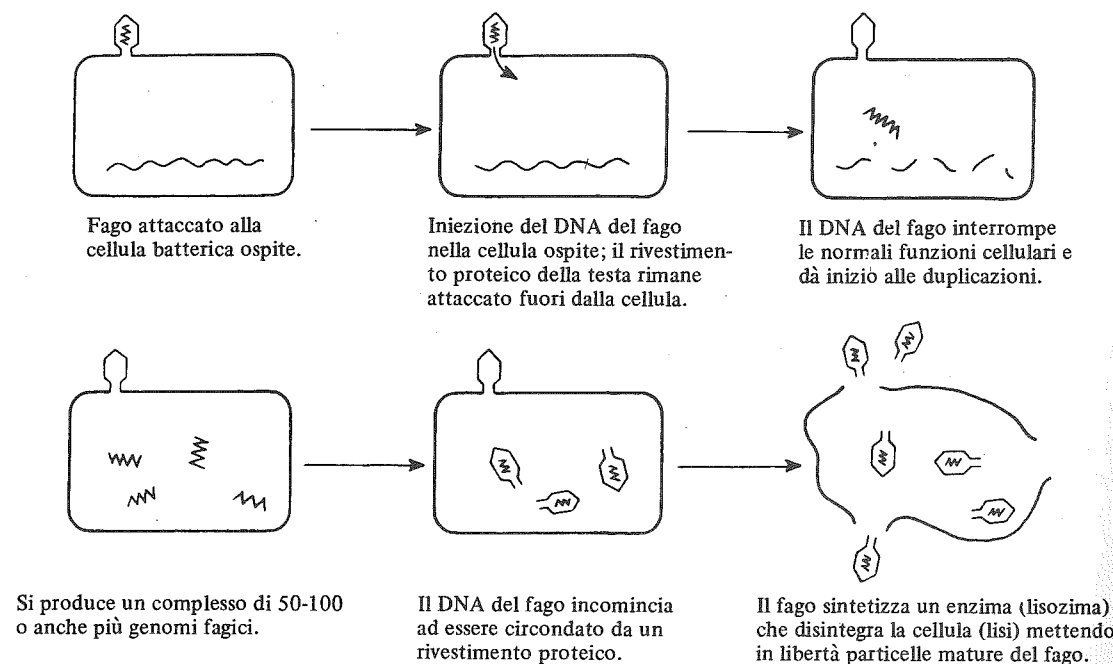 Fago attaccato alla
cellula batterica ospite.
Iniezione del DNA del fago
nella cellula ospite; il rivestimen-
to proteico della testa rimane
attaccato fuori dalla cellula.
Il DNA del fago interrompe
le normali funzioni cellulari e
dà inizio alle duplicazioni.
Si produce un complesso di 50-100
o anche più genomi fagici.
Il DNA del fago incomincia
ad essere circondato da un
rivestimento proteico.
Il fago sintetizza un enzima (lisozima)
che disintegra la cellula (lisi) mettendo
in libertà particelle mature del fago.